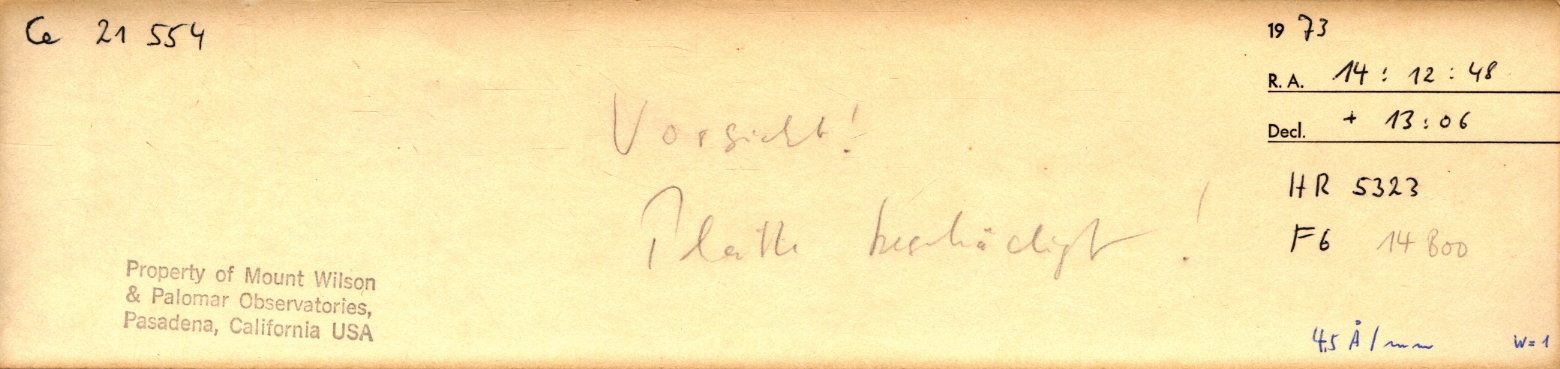 Ce 21 554
19 73
R. A. 14 : 12 : 48
Decl. + 13 : 06
HR 5323
F6 14 800
Vorsicht!
Platte beschädigt !
Property of Mount Wilson
& Palomar Observatories,
Pasadena, California USA
4,5 Å/mm W = 1